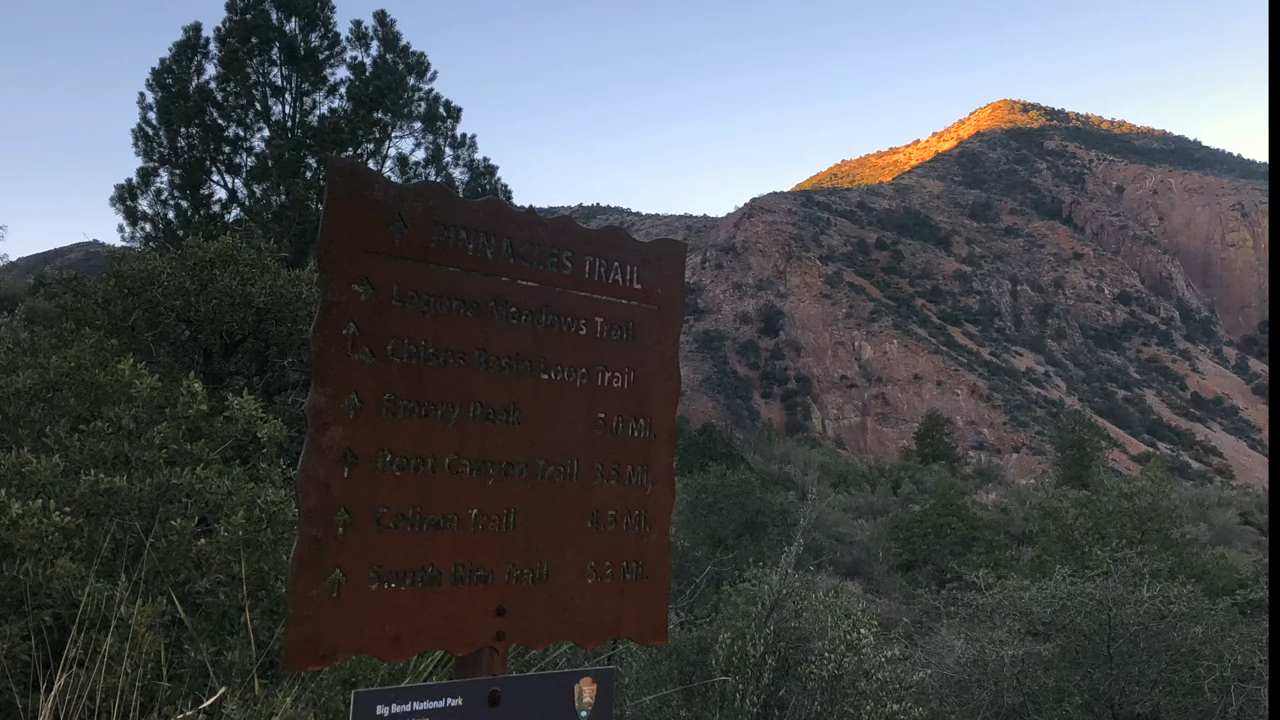 PINNACLES TRAIL
Laguna Meadows Trail
Chisos Basin Loop Trail
Emory Peak 5.0 Mi.
Boot Canyon Trail 3.5 Mi,
Colima Trail 4.5 Mi.
South Rim Trail 5.3 Mi.
Big Bend National Park